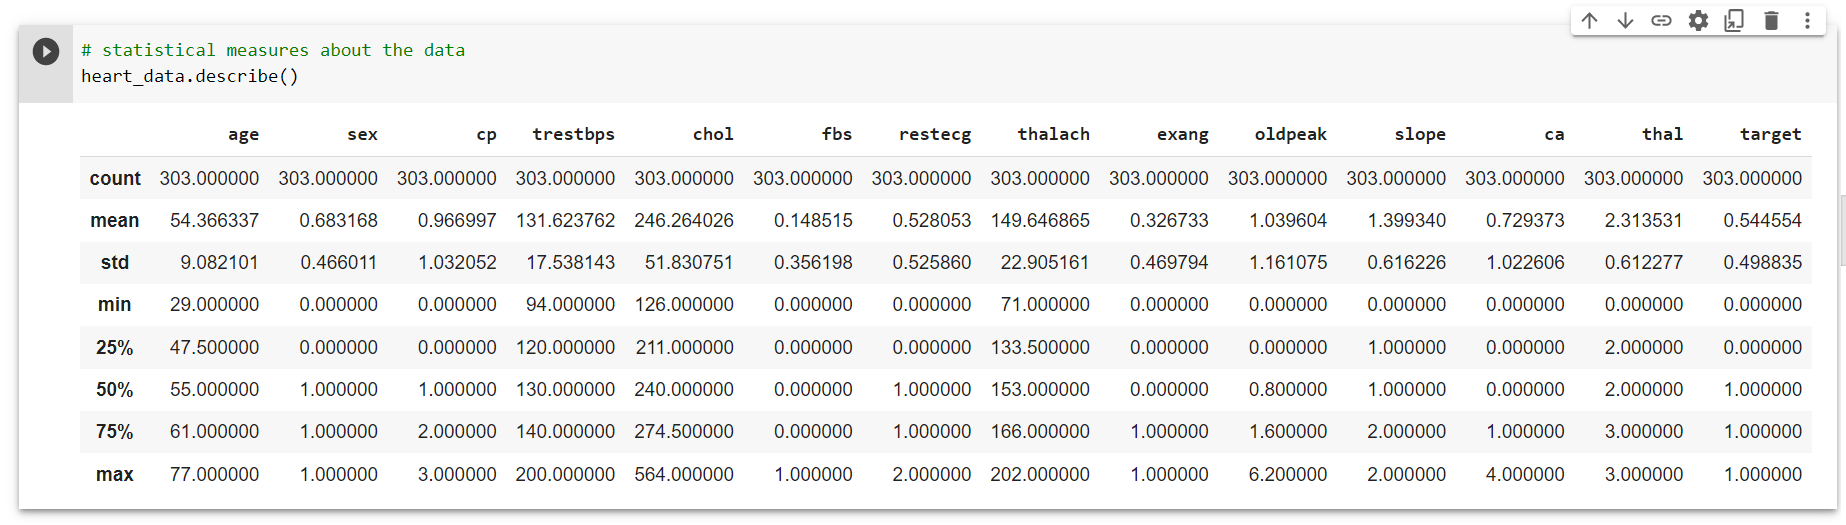 # statistical measures about the data
heart_data.describe()
age sex cp trestbps chol fbs restecg thalach exang oldpeak slope ca thal target
count 303.000000 303.000000 303.000000 303.000000 303.000000 303.000000 303.000000 303.000000 303.000000 303.000000 303.000000 303.000000 303.000000 303.000000
mean 54.366337 0.683168 0.966997 131.623762 246.264026 0.148515 0.528053 149.646865 0.326733 1.039604 1.399340 0.729373 2.313531 0.544554
std 9.082101 0.466011 1.032052 17.538143 51.830751 0.356198 0.525860 22.905161 0.469794 1.161075 0.616226 1.022606 0.612277 0.498835
min 29.000000 0.000000 0.000000 94.000000 126.000000 0.000000 0.000000 71.000000 0.000000 0.000000 0.000000 0.000000 0.000000 0.000000
25% 47.500000 0.000000 0.000000 120.000000 211.000000 0.000000 0.000000 133.500000 0.000000 0.000000 1.000000 0.000000 2.000000 0.000000
50% 55.000000 1.000000 1.000000 130.000000 240.000000 0.000000 1.000000 153.000000 0.000000 0.800000 1.000000 0.000000 2.000000 1.000000
75% 61.000000 1.000000 2.000000 140.000000 274.500000 0.000000 1.000000 166.000000 1.000000 1.600000 2.000000 1.000000 3.000000 1.000000
max 77.000000 1.000000 3.000000 200.000000 564.000000 1.000000 2.000000 202.000000 1.000000 6.200000 2.000000 4.000000 3.000000 1.000000